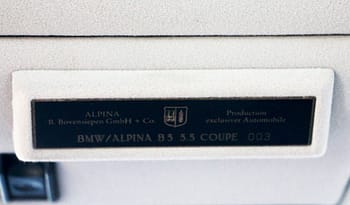 ALPINA
B. Bovensiepen GmbH + Co.
Production
exclusiver Automobile
BMW/ALPINA B5 5.5 COUPE 003